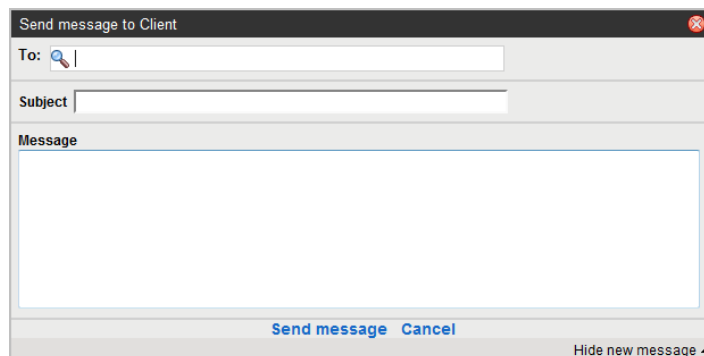 Send message to Client
To:
Subject
Message
Send message Cancel
Hide new message